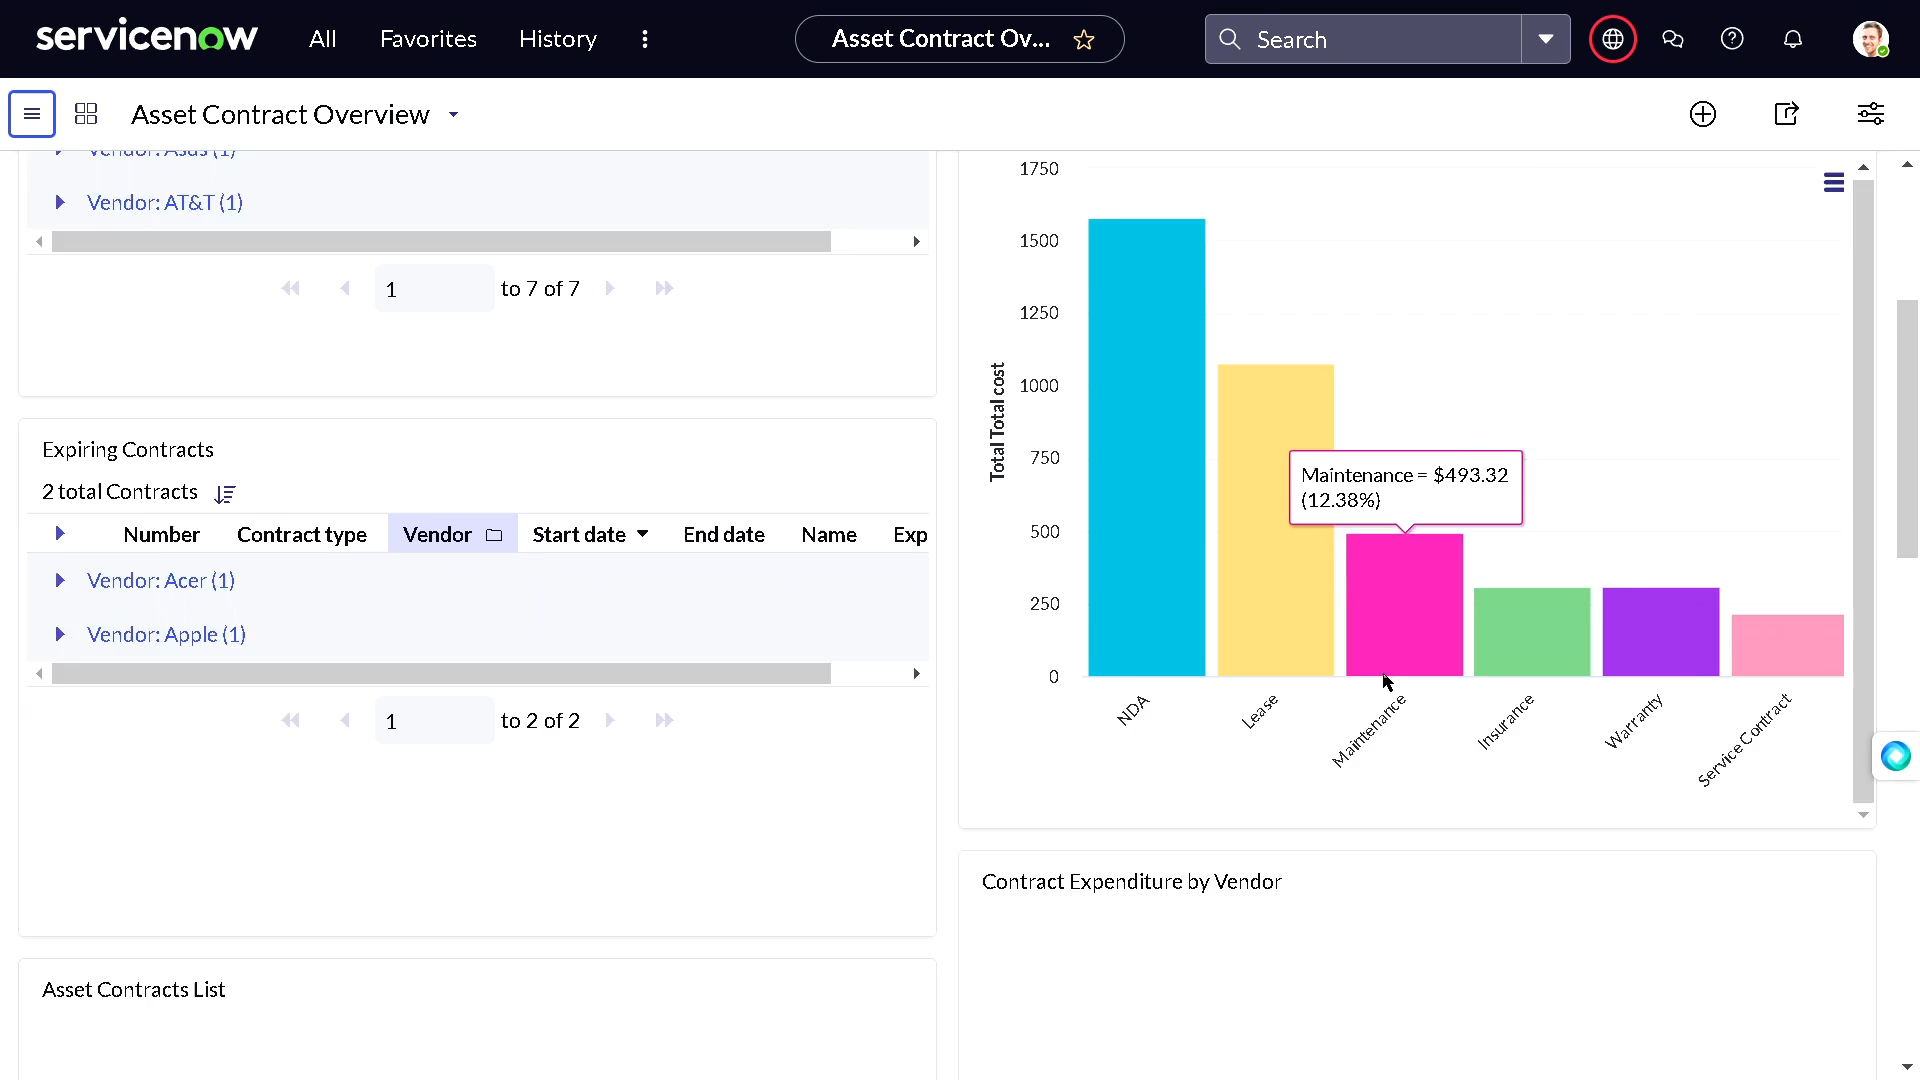 servicenow
All
Favorites
History
Asset Contract Ov...
Search
Asset Contract Overview
Vendor: Asus (1)
Vendor: AT&T (1)
1
to 7 of 7
Expiring Contracts
2 total Contracts
Number
Contract type
Vendor
Start date
End date
Name
Exp
Vendor: Acer (1)
Vendor: Apple (1)
1
to 2 of 2
Asset Contracts List
Total Total cost
1750
1500
1250
1000
750
500
250
0
Maintenance = $493.32
(12.38%)
NDA
Lease
Maintenance
Insurance
Warranty
Service Contract
Contract Expenditure by Vendor